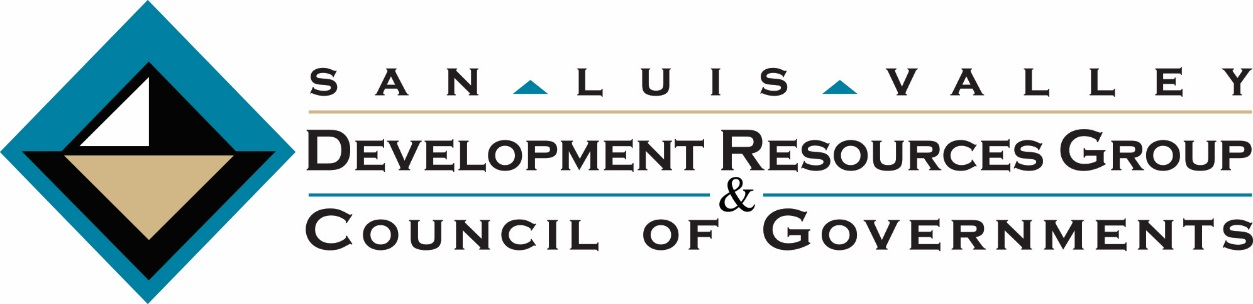 SAN LUIS VALLEY
DEVELOPMENT RESOURCES GROUP
&
COUNCIL OF GOVERNMENTS